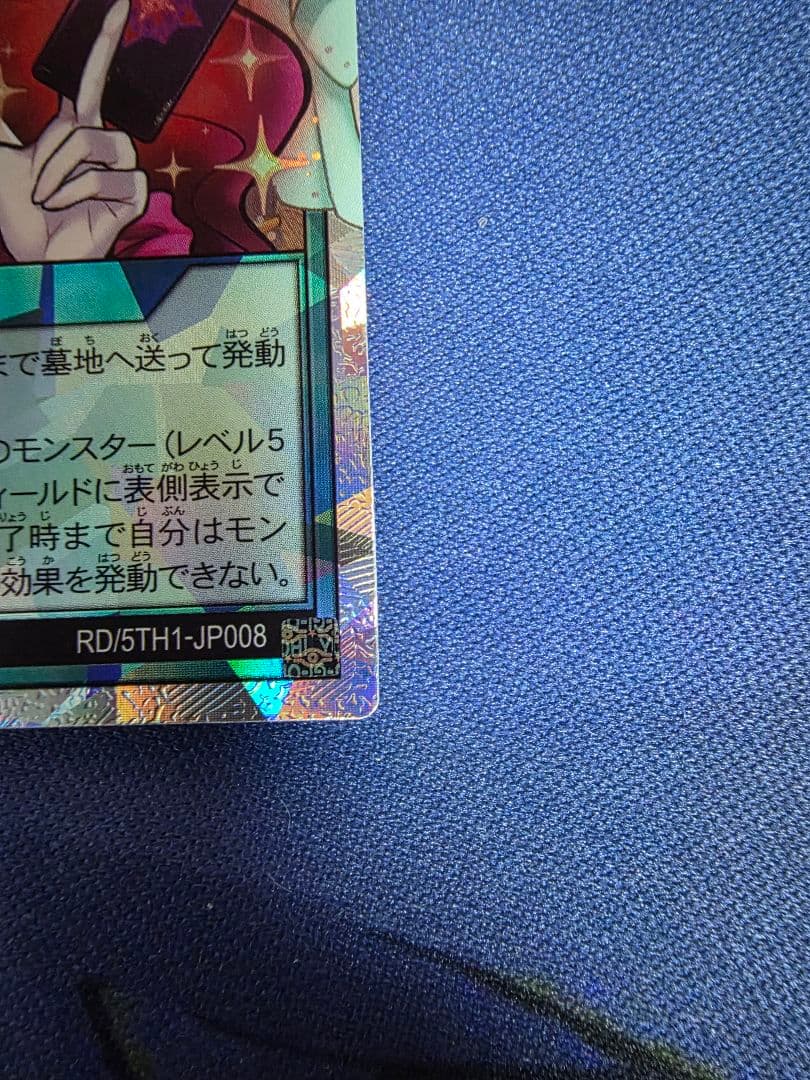 まで墓地へ送って発動
のモンスター(レベル5
ィールドに表側表示で
了時まで自分はモン
効果を発動できない。
RD/5TH1-JP008